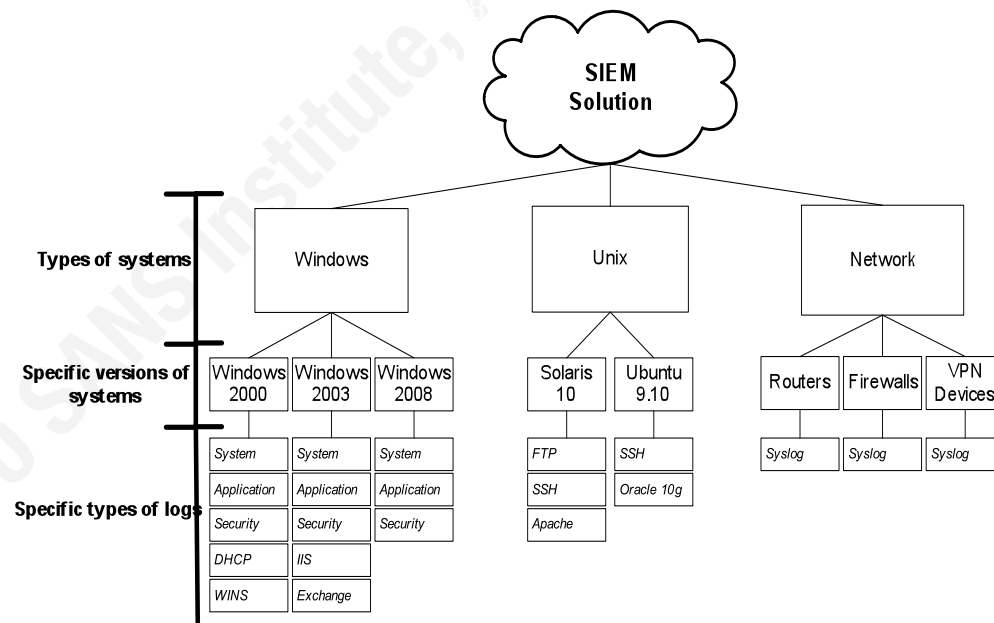 SIEM
Solution
Types of systems
Windows
Unix
Network
Specific versions of
systems
Windows
2000
Windows
2003
Windows
2008
Solaris
10
Ubuntu
9.10
Routers
Firewalls
VPN
Devices
Specific types of logs
System
Application
Security
DHCP
WINS
System
Application
Security
IIS
Exchange
System
Application
Security
FTP
SSH
Apache
SSH
Oracle 10g
Syslog
Syslog
Syslog
SANS Institute,